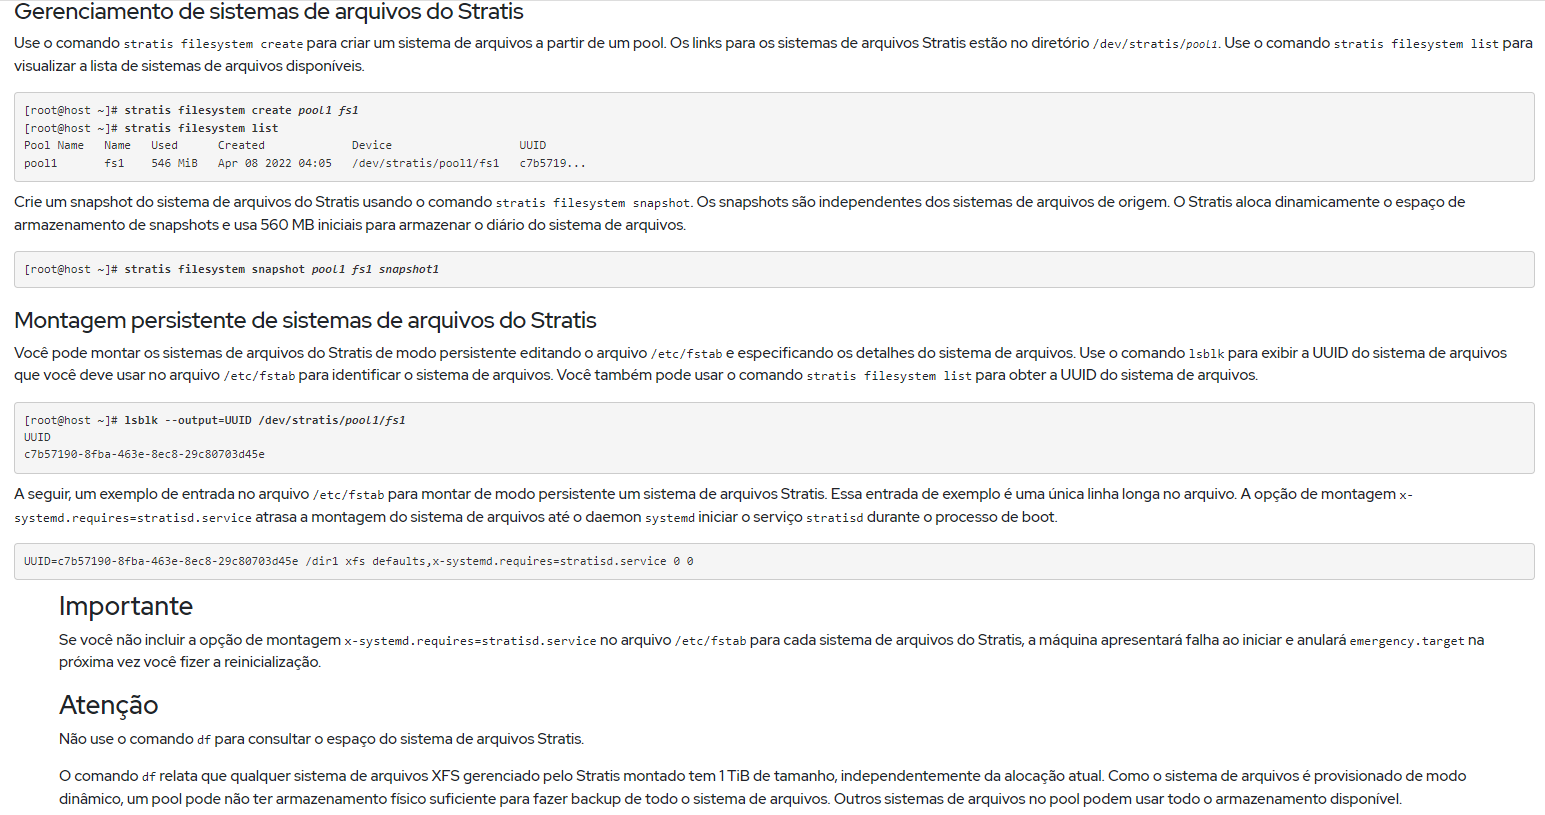 Gerenciamento de sistemas de arquivos do Stratis
Use o comando stratis filesystem create para criar um sistema de arquivos a partir de um pool. Os links para os sistemas de arquivos Stratis estão no diretório /dev/stratis/pool1. Use o comando stratis filesystem list para
visualizar a lista de sistemas de arquivos disponíveis.
[root@host ~]# stratis filesystem create pool1 fs1
[root@host ~]# stratis filesystem list
Pool Name   Name   Used      Created             Device                   UUID
pool1       fs1    546 MiB   Apr 08 2022 04:05   /dev/stratis/pool1/fs1   c7b5719...
Crie um snapshot do sistema de arquivos do Stratis usando o comando stratis filesystem snapshot. Os snapshots são independentes dos sistemas de arquivos de origem. O Stratis aloca dinamicamente o espaço de
armazenamento de snapshots e usa 560 MB iniciais para armazenar o diário do sistema de arquivos.
[root@host ~]# stratis filesystem snapshot pool1 fs1 snapshot1
Montagem persistente de sistemas de arquivos do Stratis
Você pode montar os sistemas de arquivos do Stratis de modo persistente editando o arquivo /etc/fstab e especificando os detalhes do sistema de arquivos. Use o comando lsblk para exibir a UUID do sistema de arquivos
que você deve usar no arquivo /etc/fstab para identificar o sistema de arquivos. Você também pode usar o comando stratis filesystem list para obter a UUID do sistema de arquivos.
[root@host ~]# lsblk --output=UUID /dev/stratis/pool1/fs1
UUID
c7b57190-8fba-463e-8ec8-29c80703d45e
A seguir, um exemplo de entrada no arquivo /etc/fstab para montar de modo persistente um sistema de arquivos Stratis. Essa entrada de exemplo é uma única linha longa no arquivo. A opção de montagem x-
systemd.requires=stratisd.service atrasa a montagem do sistema de arquivos até o daemon systemd iniciar o serviço stratisd durante o processo de boot.
UUID=c7b57190-8fba-463e-8ec8-29c80703d45e /dir1 xfs defaults,x-systemd.requires=stratisd.service 0 0
Importante
Se você não incluir a opção de montagem x-systemd.requires=stratisd.service no arquivo /etc/fstab para cada sistema de arquivos do Stratis, a máquina apresentará falha ao iniciar e anulará emergency.target na
próxima vez você fizer a reinicialização.
Atenção
Não use o comando df para consultar o espaço do sistema de arquivos Stratis.
O comando df relata que qualquer sistema de arquivos XFS gerenciado pelo Stratis montado tem 1 TiB de tamanho, independentemente da alocação atual. Como o sistema de arquivos é provisionado de modo
dinâmico, um pool pode não ter armazenamento físico suficiente para fazer backup de todo o sistema de arquivos. Outros sistemas de arquivos no pool podem usar todo o armazenamento disponível.